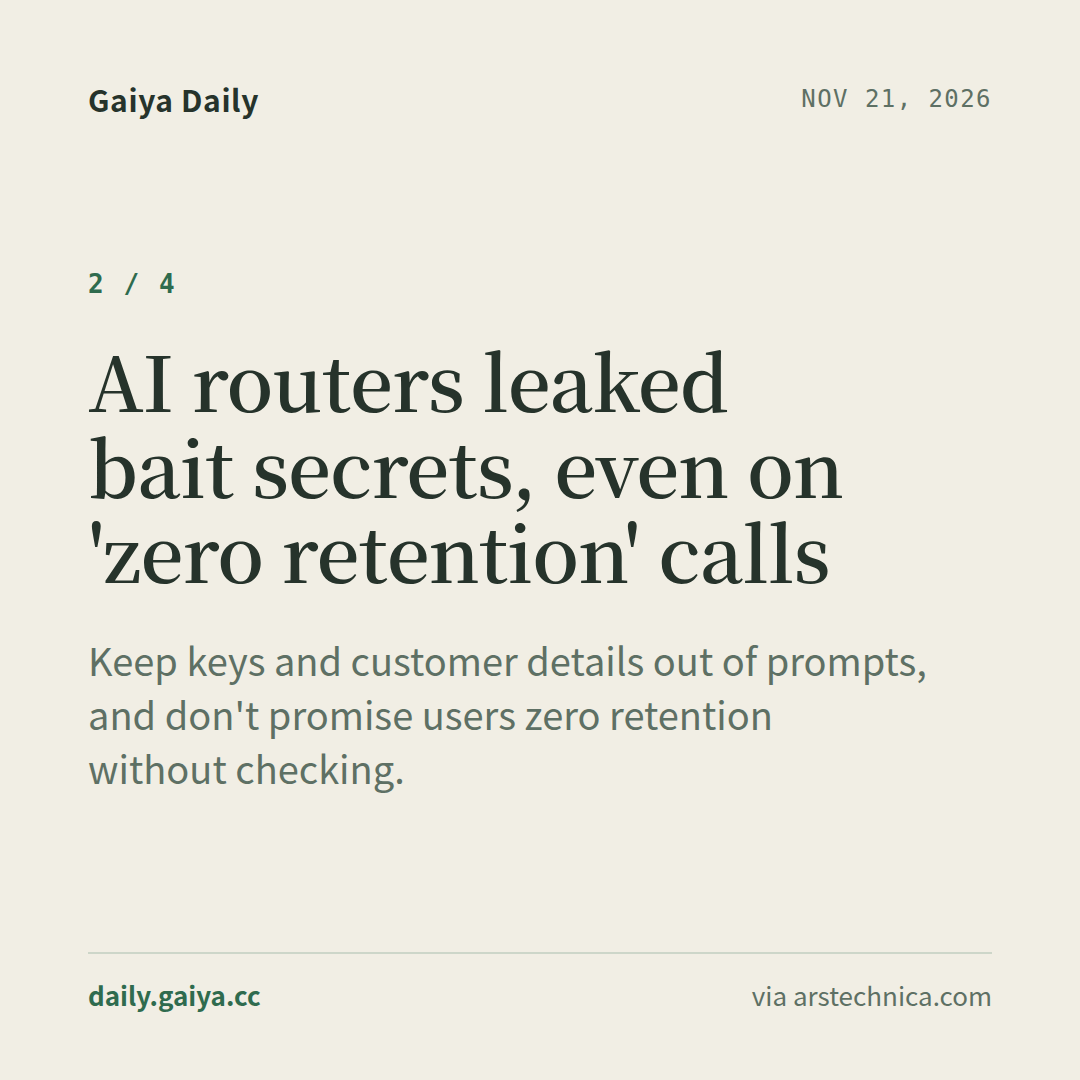 Gaiya Daily
NOV 21, 2026
2 / 4
AI routers leaked
bait secrets, even on
'zero retention' calls
Keep keys and customer details out of prompts,
and don't promise users zero retention
without checking.
daily.gaiya.cc
via arstechnica.com